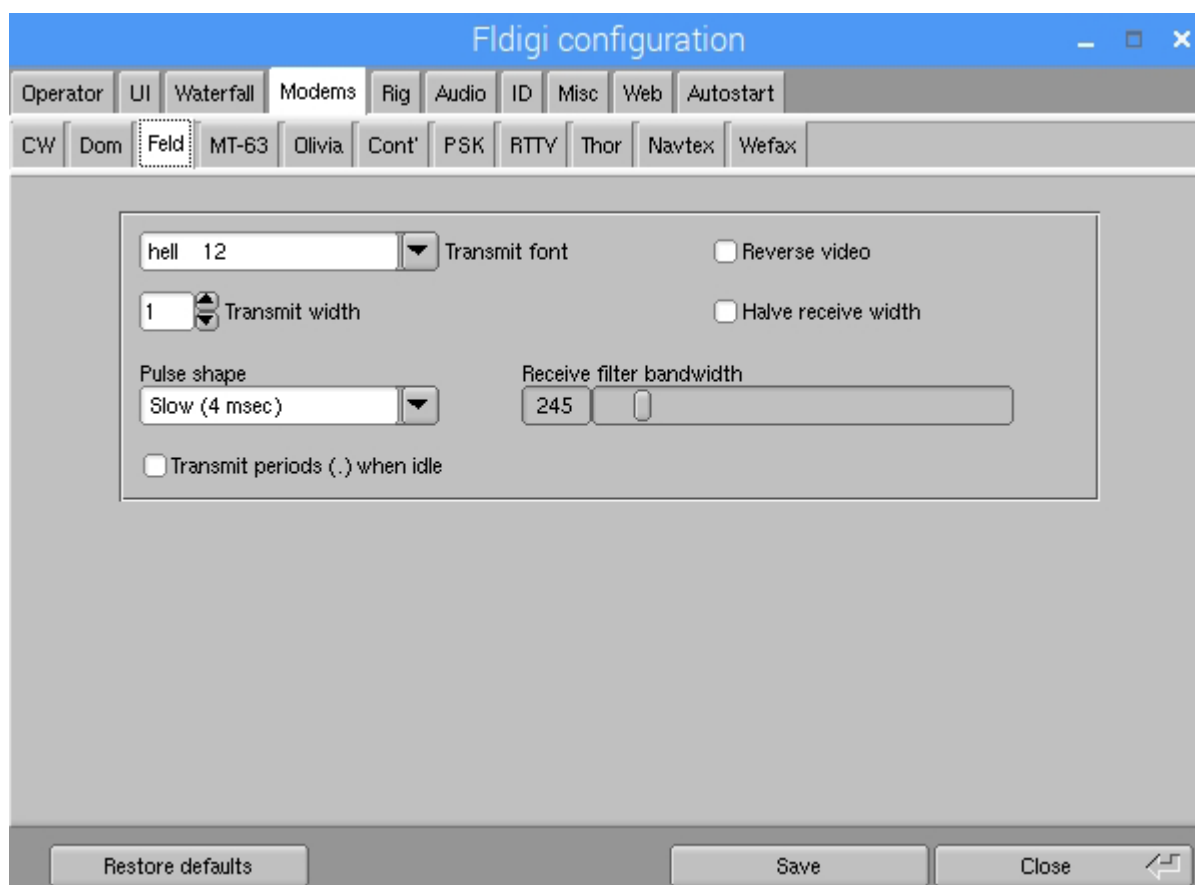 Fldigi configuration
Operator UI Waterfall Modems Rig Audio ID Misc Web Autostart
CW Dom Feld MT-63 Olivia Cont' PSK RTTY Thor Navtex Wefax
hell 12 Transmit font Reverse video
1 Transmit width Halve receive width
Pulse shape Receive filter bandwidth
Slow (4 msec) 245
Transmit periods (.) when idle
Restore defaults Save Close